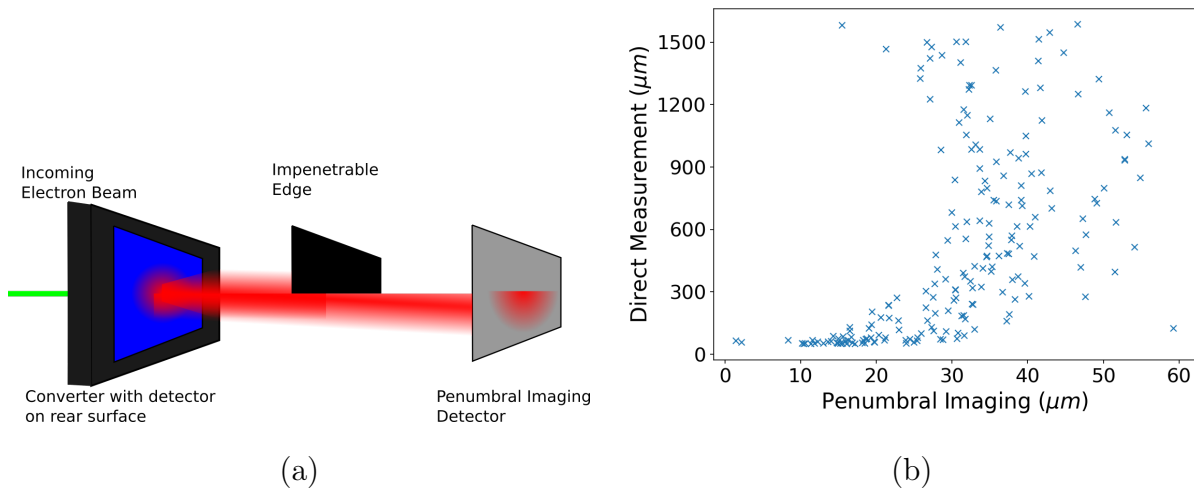 Incoming
Electron Beam
Impenetrable
Edge
Converter with detector
on rear surface
Penumbral Imaging
Detector
(a)
Direct Measurement (μm)
1500
1200
900
600
300
0
0 10 20 30 40 50 60
Penumbral Imaging (μm)
(b)